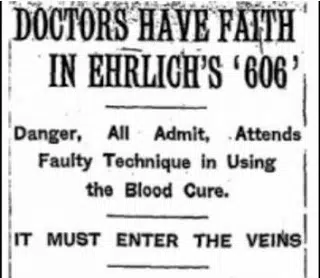 DOCTORS HAVE FAITH
IN EHRLICH'S '606'
Danger, All Admit, Attends
Faulty Technique in Using
the Blood Cure.
IT MUST ENTER THE VEINS